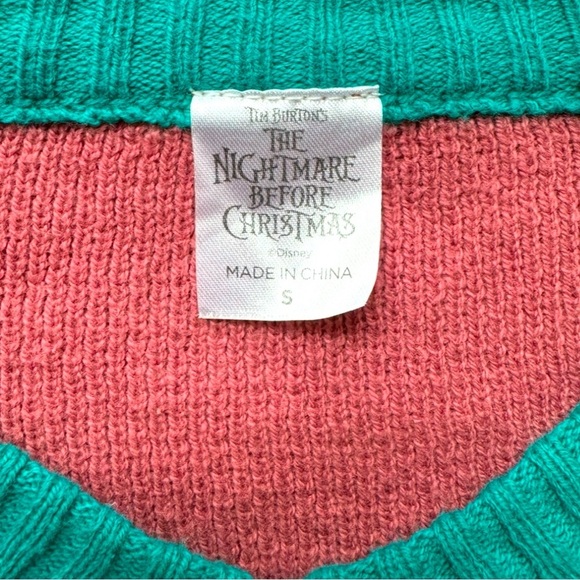 TIM BURTON'S
THE
NIGHTMARE
BEFORE
CHRISTMAS
©Disney
MADE IN CHINA
S